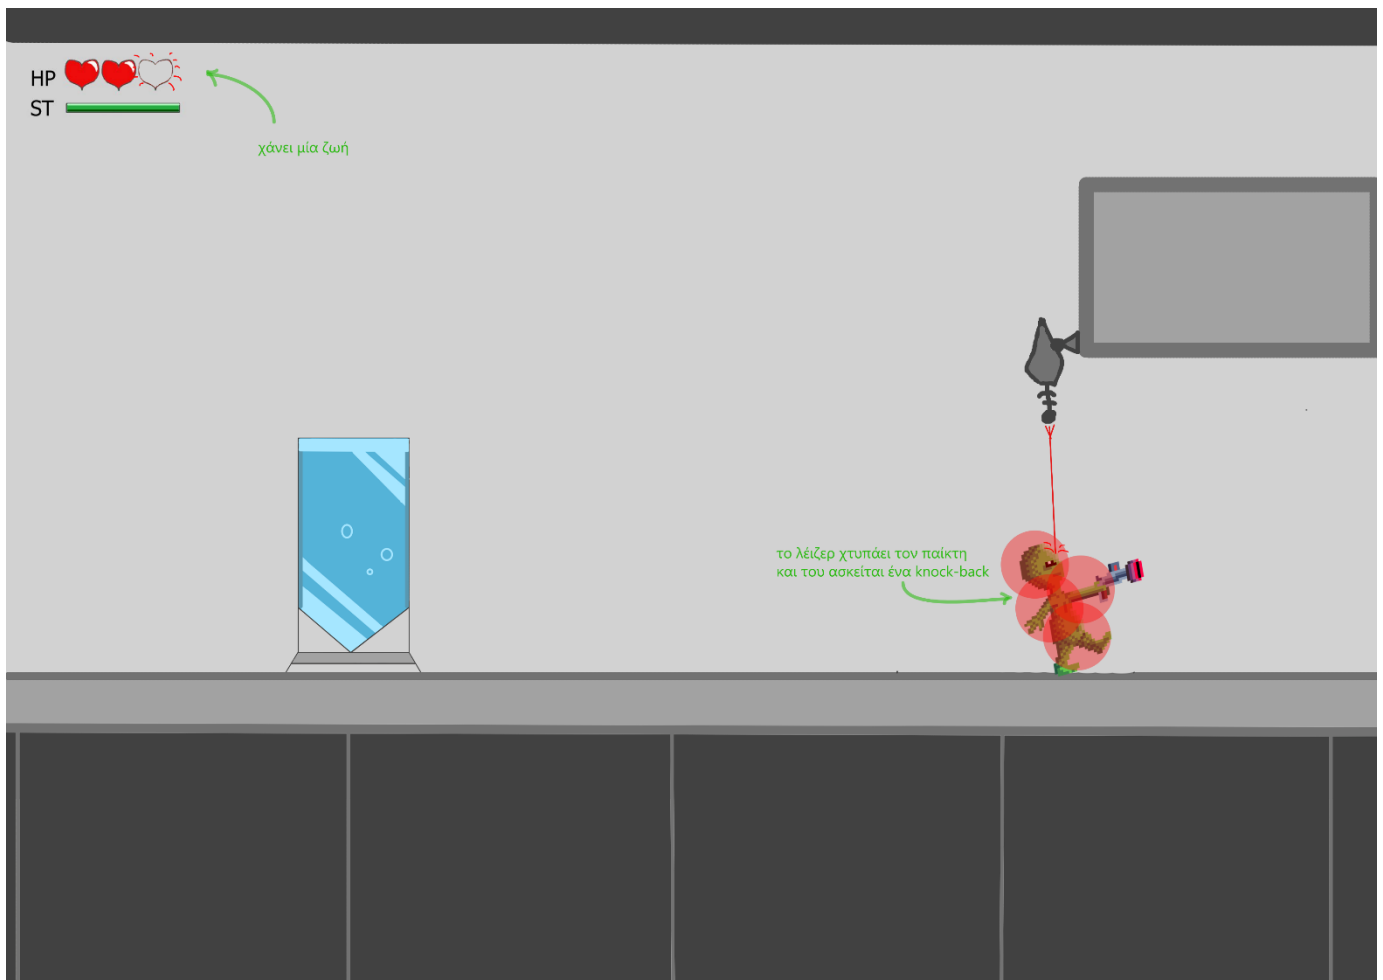 HP
ST
χάνει μία ζωή
το λέιζερ χτυπάει τον παίκτη
και του ασκείται ένα knock-back